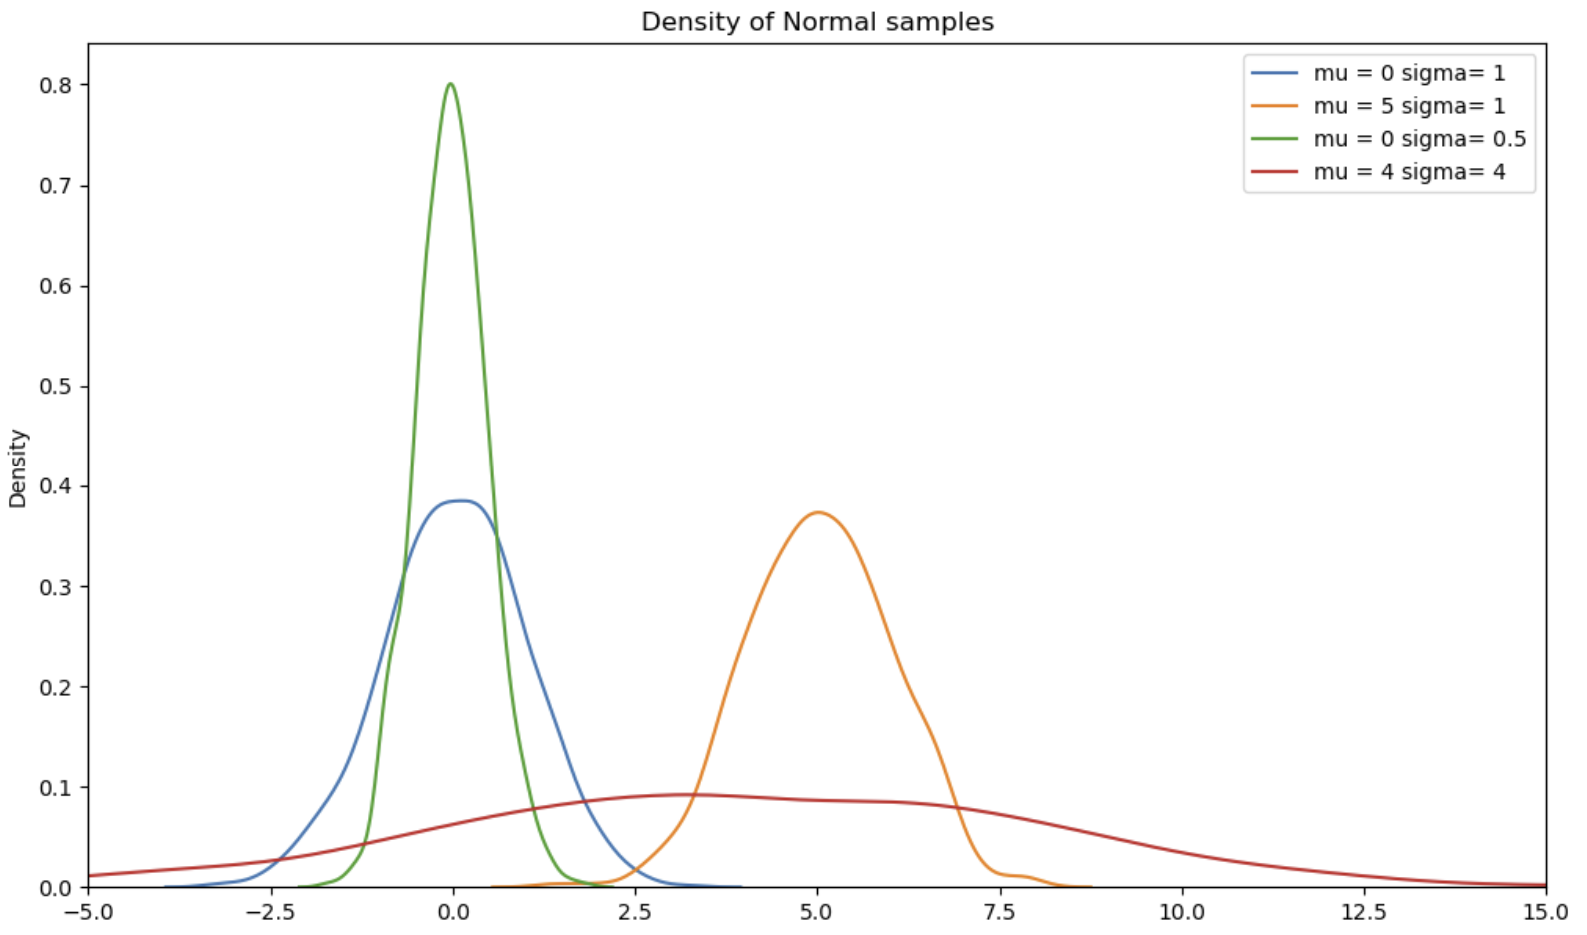 Density of Normal samples
mu = 0 sigma= 1
mu = 5 sigma= 1
mu = 0 sigma= 0.5
mu = 4 sigma= 4
0.8
0.7
0.6
0.5
0.4
0.3
0.2
0.1
0.0
Density
−5.0 −2.5 0.0 2.5 5.0 7.5 10.0 12.5 15.0